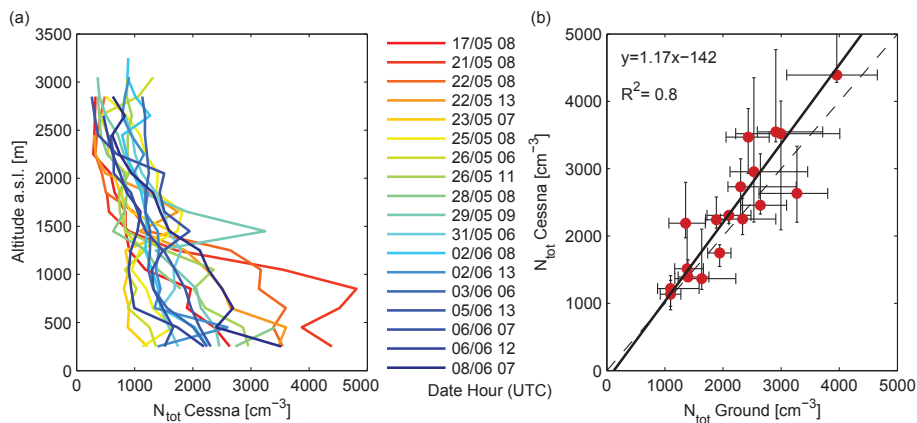 (a)
3500
3000
2500
2000
1500
1000
500
0
Altitude a.s.l. [m]
0 1000 2000 3000 4000 5000
N_tot Cessna [cm⁻³]
17/05 08
21/05 08
22/05 08
22/05 13
23/05 07
25/05 08
26/05 06
26/05 11
28/05 08
29/05 09
31/05 06
02/06 08
02/06 13
03/06 06
05/06 13
06/06 07
06/06 12
08/06 07
Date Hour (UTC)
(b)
5000
4000
3000
2000
1000
0
N_tot Cessna [cm⁻³]
y=1.17x−142
R²= 0.8
0 1000 2000 3000 4000 5000
N_tot Ground [cm⁻³]